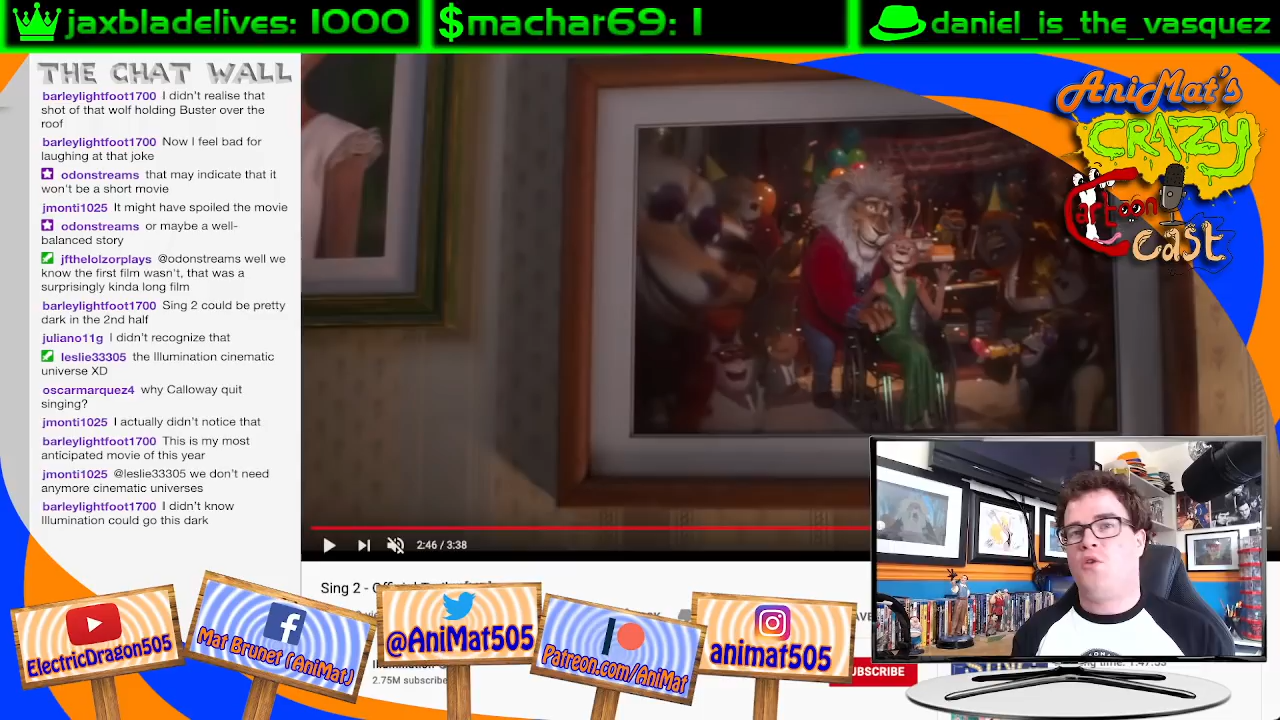 jaxbladelives: 1000
$machar69: 1
daniel_is_the_vasquez
THE CHAT WALL
barleylightfoot1700 I didn't realise that
shot of that wolf holding Buster over the
roof
barleylightfoot1700 Now I feel bad for
laughing at that joke
odonstreams that may indicate that it
won't be a short movie
jmonti1025 It might have spoiled the movie
odonstreams or maybe a well-
balanced story
jfthelolzorplays @odonstreams well we
know the first film wasn't, that was a
surprisingly kinda long film
barleylightfoot1700 Sing 2 could be pretty
dark in the 2nd half
juliano11g I didn't recognize that
leslie33305 the Illumination cinematic
universe XD
oscarmarquez4 why Calloway quit
singing?
jmonti1025 I actually didn't notice that
barleylightfoot1700 This is my most
anticipated movie of this year
jmonti1025 @leslie33305 we don't need
anymore cinematic universes
barleylightfoot1700 I didn't know
Illumination could go this dark
AniMat's
CRAZY
Cartoon
Cast
2:46 / 3:38
Sing 2 -
2.75M subscribe
SUBSCRIBE
time: 1:47:53
ElectricDragon505
Mat Brunet (AniMat)
@AniMat505
Patreon.com/AniMat
animat505